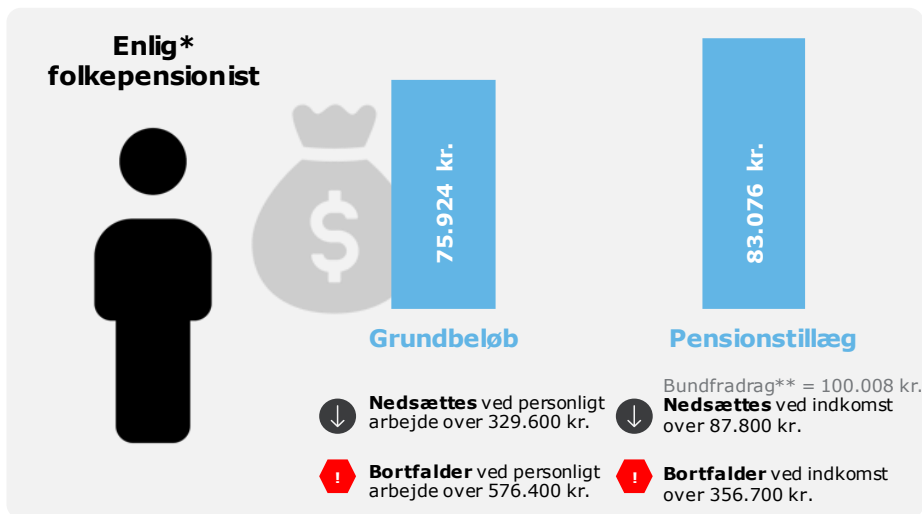 Enlig*
folkepensionist
$
75.924 kr.
83.076 kr.
Grundbeløb
Pensionstillæg
Bundfradrag** = 100.008 kr.
Nedsættes ved personligt
arbejde over 329.600 kr.
Nedsættes ved indkomst
over 87.800 kr.
!
Bortfalder ved personligt
arbejde over 576.400 kr.
!
Bortfalder ved indkomst
over 356.700 kr.